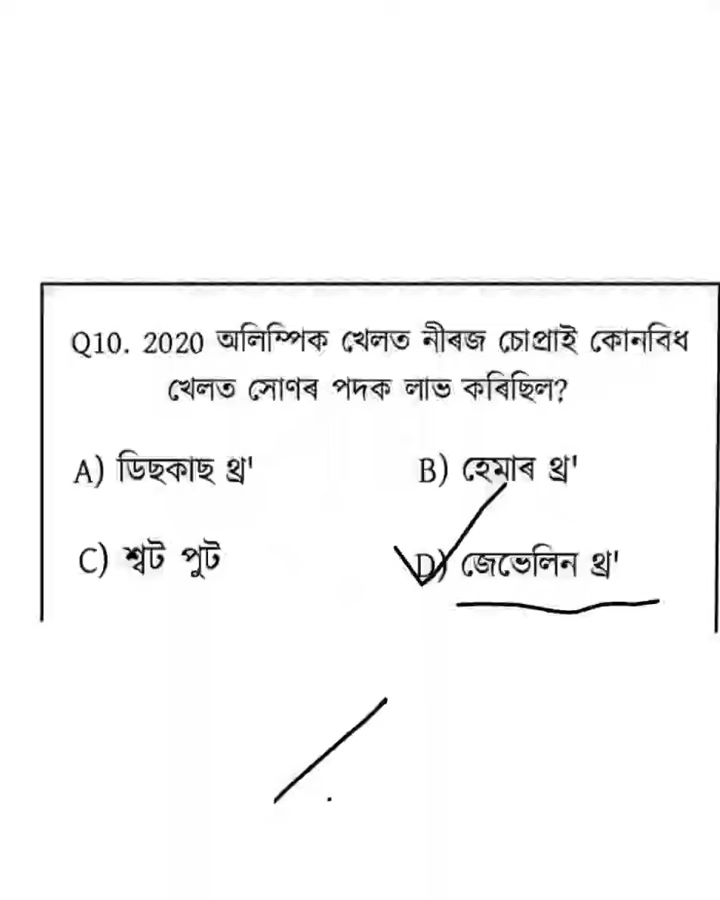 Q10. 2020 অলিম্পিক খেলত নীৰজ চোপ্ৰাই কোনবিধ
খেলত সোণৰ পদক লাভ কৰিছিল?
A) ডিছকাছ থ্ৰ'
B) হেমাৰ থ্ৰ'
C) শ্বট পুট
D) জেভেলিন থ্ৰ'